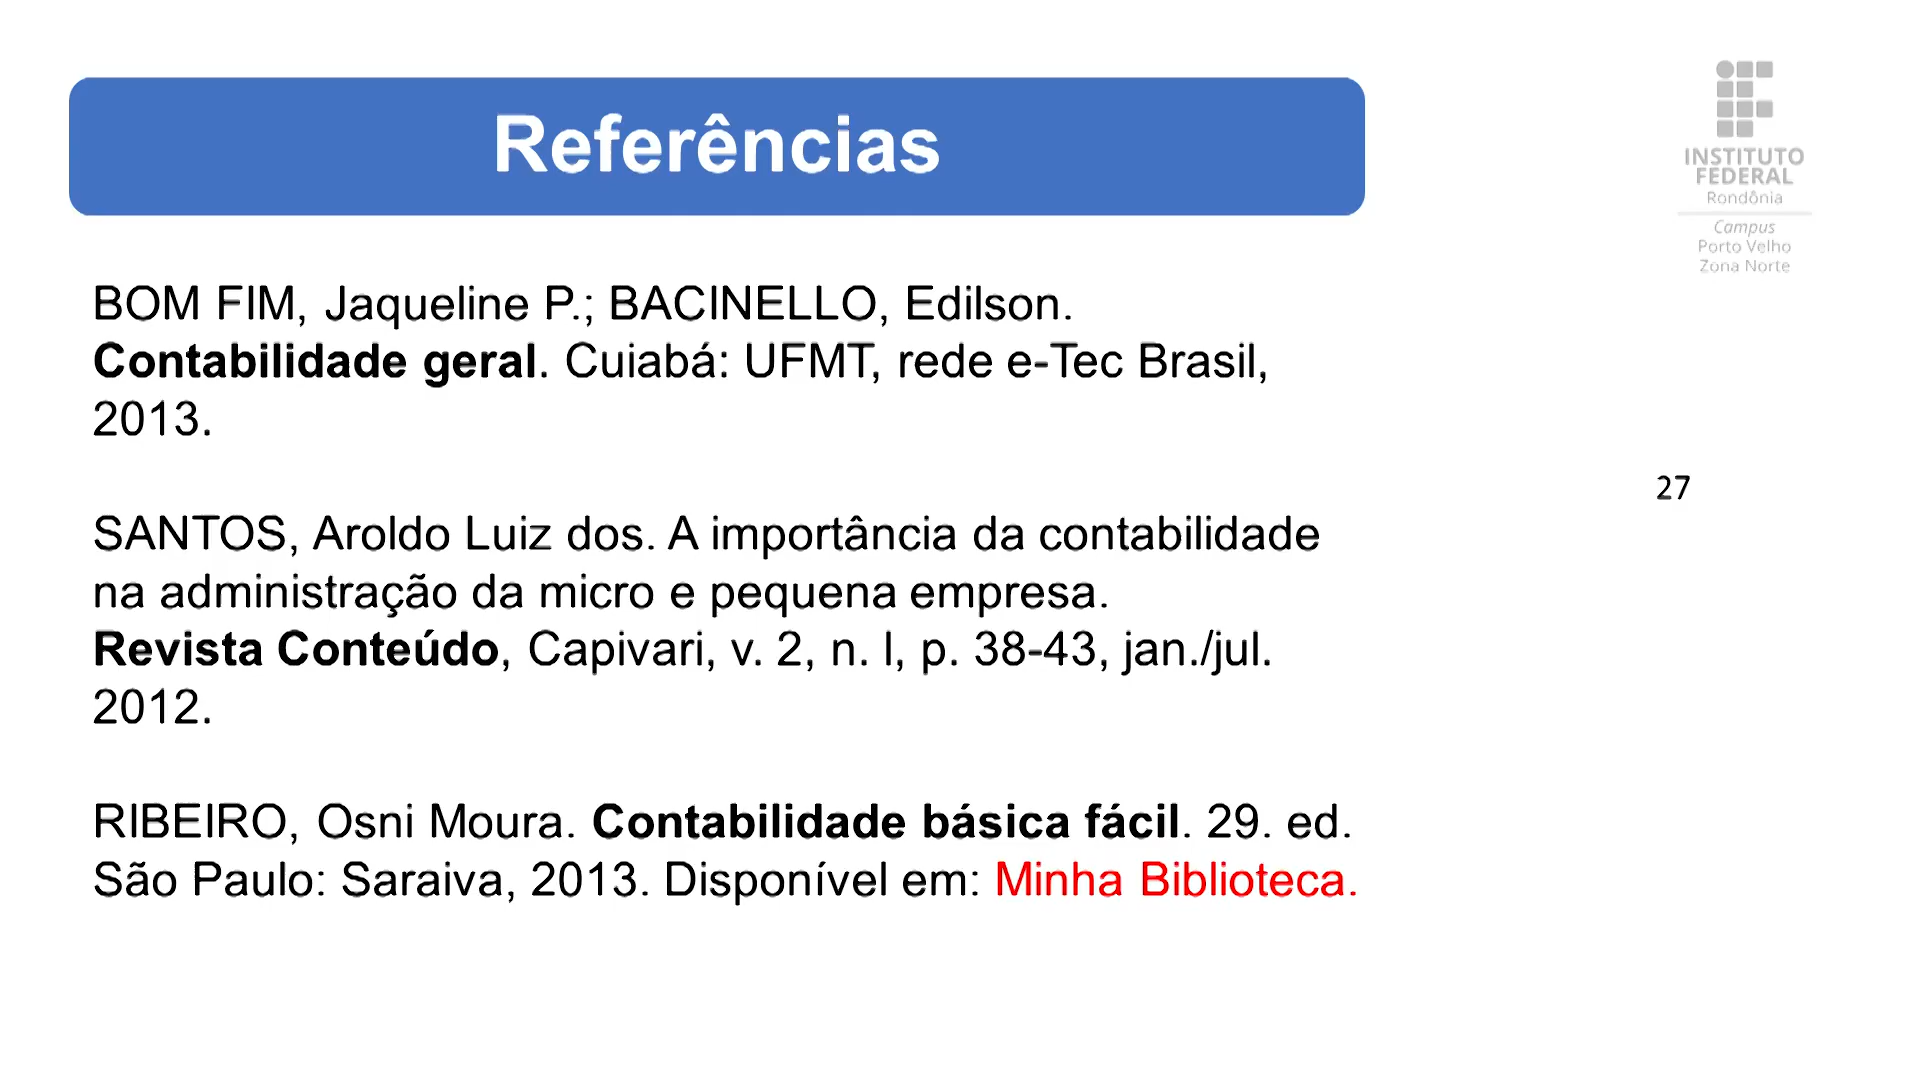 Referências
INSTITUTO
FEDERAL
Rondônia
Campus
Porto Velho
Zona Norte
BOM FIM, Jaqueline P.; BACINELLO, Edilson.
Contabilidade geral. Cuiabá: UFMT, rede e-Tec Brasil,
2013.
27
SANTOS, Aroldo Luiz dos. A importância da contabilidade
na administração da micro e pequena empresa.
Revista Conteúdo, Capivari, v. 2, n. I, p. 38-43, jan./jul.
2012.
RIBEIRO, Osni Moura. Contabilidade básica fácil. 29. ed.
São Paulo: Saraiva, 2013. Disponível em: Minha Biblioteca.